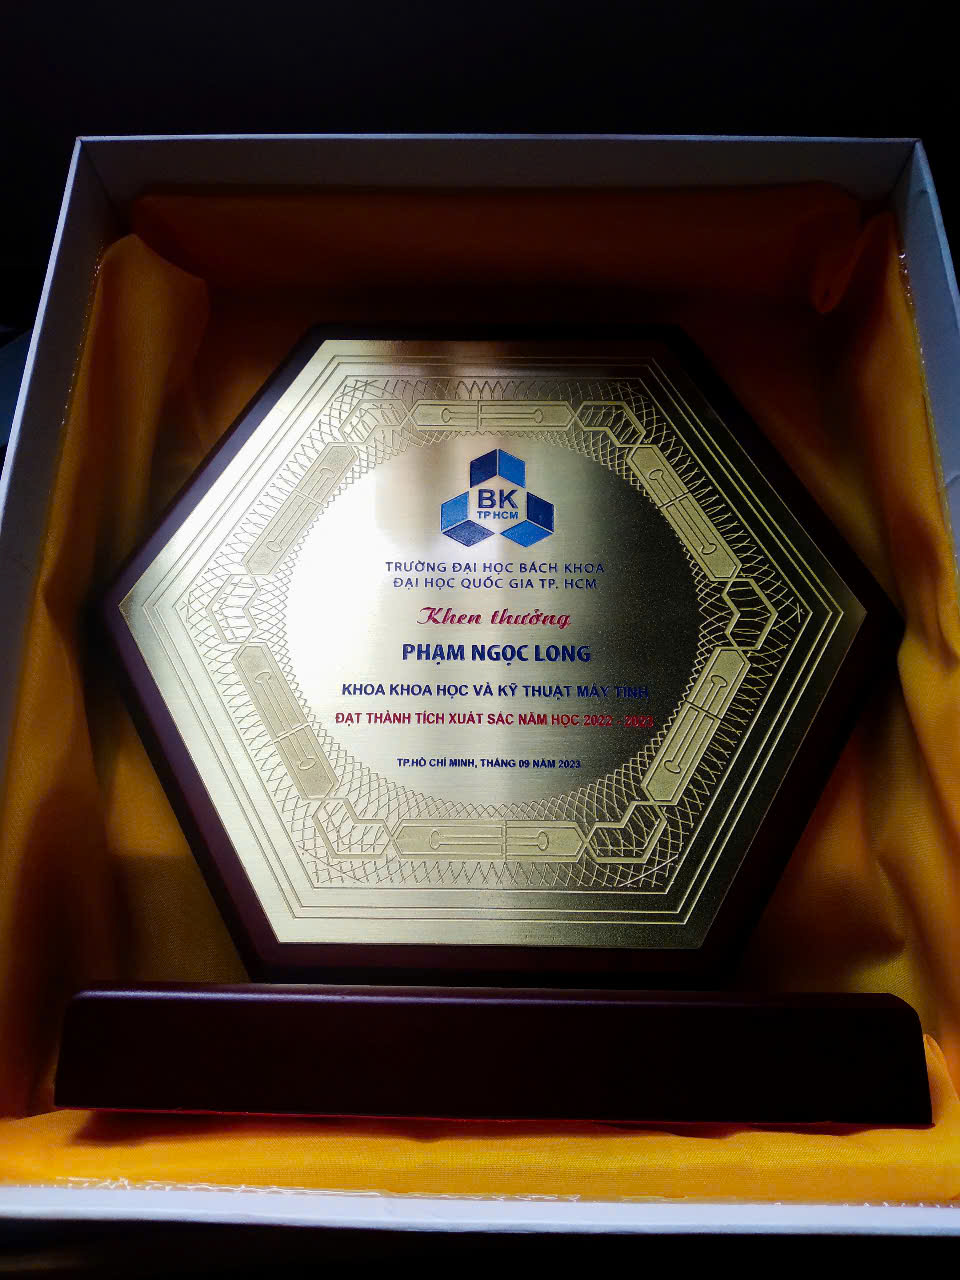 BK
TP HCM
TRƯỜNG ĐẠI HỌC BÁCH KHOA
ĐẠI HỌC QUỐC GIA TP. HCM
Khen thưởng
PHẠM NGỌC LONG
KHOA KHOA HỌC VÀ KỸ THUẬT MÁY TÍNH
ĐẠT THÀNH TÍCH XUẤT SẮC NĂM HỌC 2022 - 2023
TP.HỒ CHÍ MINH, THÁNG 09 NĂM 2023